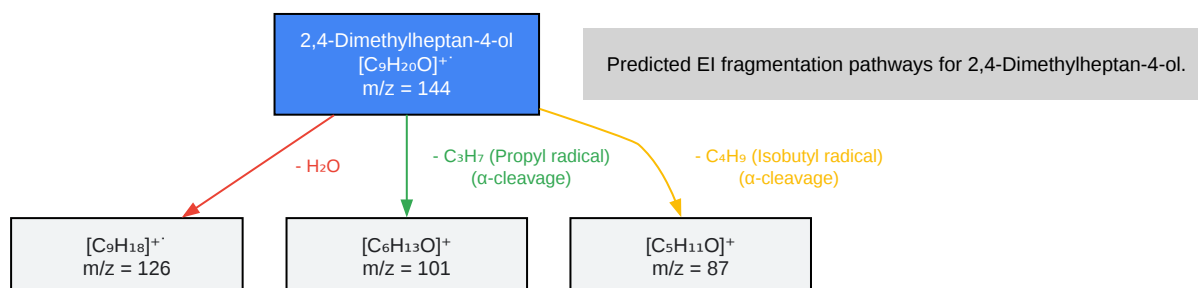 2,4-Dimethylheptan-4-ol
[C₉H₂₀O]⁺˙
m/z = 144
Predicted EI fragmentation pathways for 2,4-Dimethylheptan-4-ol.
- H₂O
- C₃H₇ (Propyl radical)
(α-cleavage)
- C₄H₉ (Isobutyl radical)
(α-cleavage)
[C₉H₁₈]⁺˙
m/z = 126
[C₆H₁₃O]⁺
m/z = 101
[C₅H₁₁O]⁺
m/z = 87